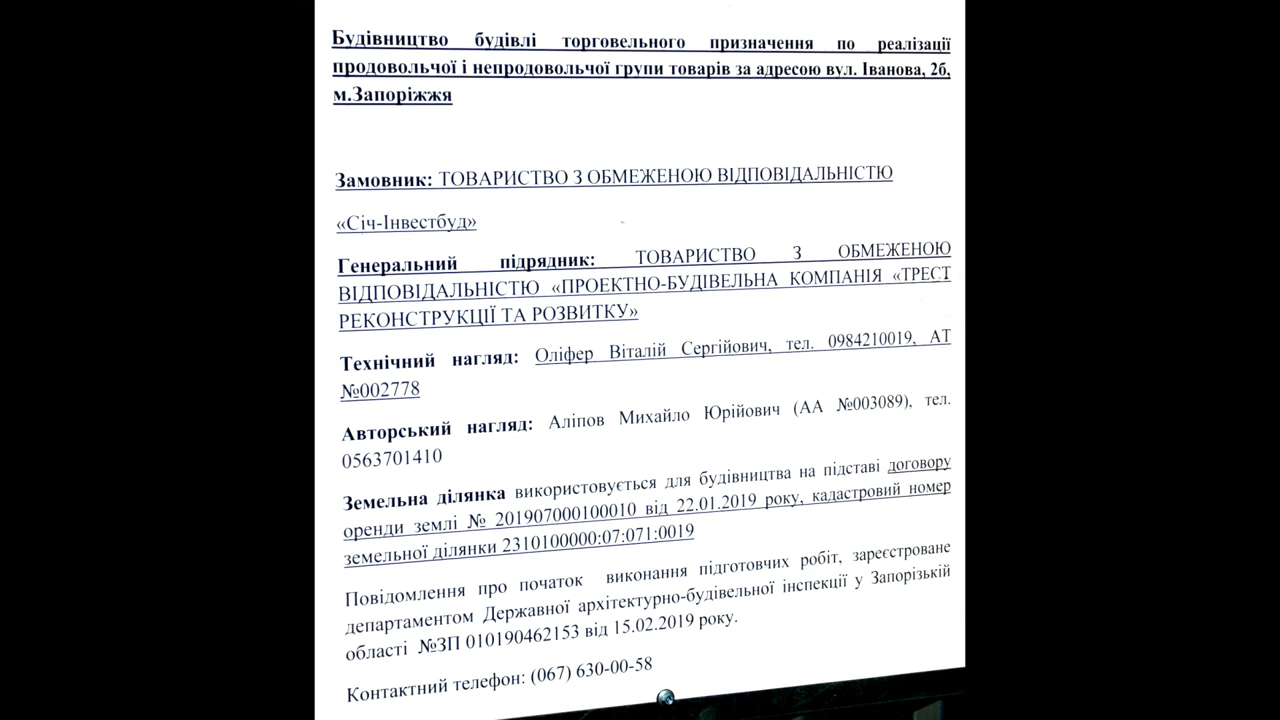 Будівництво будівлі торговельного призначення по реалізації
продовольчої і непродовольчої групи товарів за адресою вул. Іванова, 2б,
м.Запоріжжя
Замовник: ТОВАРИСТВО З ОБМЕЖЕНОЮ ВІДПОВІДАЛЬНІСТЮ
«Січ-Інвестбуд»
Генеральний підрядник: ТОВАРИСТВО З ОБМЕЖЕНОЮ
ВІДПОВІДАЛЬНІСТЮ «ПРОЕКТНО-БУДІВЕЛЬНА КОМПАНІЯ «ТРЕСТ
РЕКОНСТРУКЦІЇ ТА РОЗВИТКУ»
Технічний нагляд: Оліфер Віталій Сергійович, тел. 0984210019, АТ
№002778
Авторський нагляд: Аліпов Михайло Юрійович (АА №003089), тел.
0563701410
Земельна ділянка використовується для будівництва на підставі договору
оренди землі № 201907000100010 від 22.01.2019 року, кадастровий номер
земельної ділянки 2310100000:07:071:0019
Повідомлення про початок виконання підготовчих робіт, зареєстроване
департаментом Державної архітектурно-будівельної інспекції у Запорізькій
області №ЗП 010190462153 від 15.02.2019 року.
Контактний телефон: (067) 630-00-58